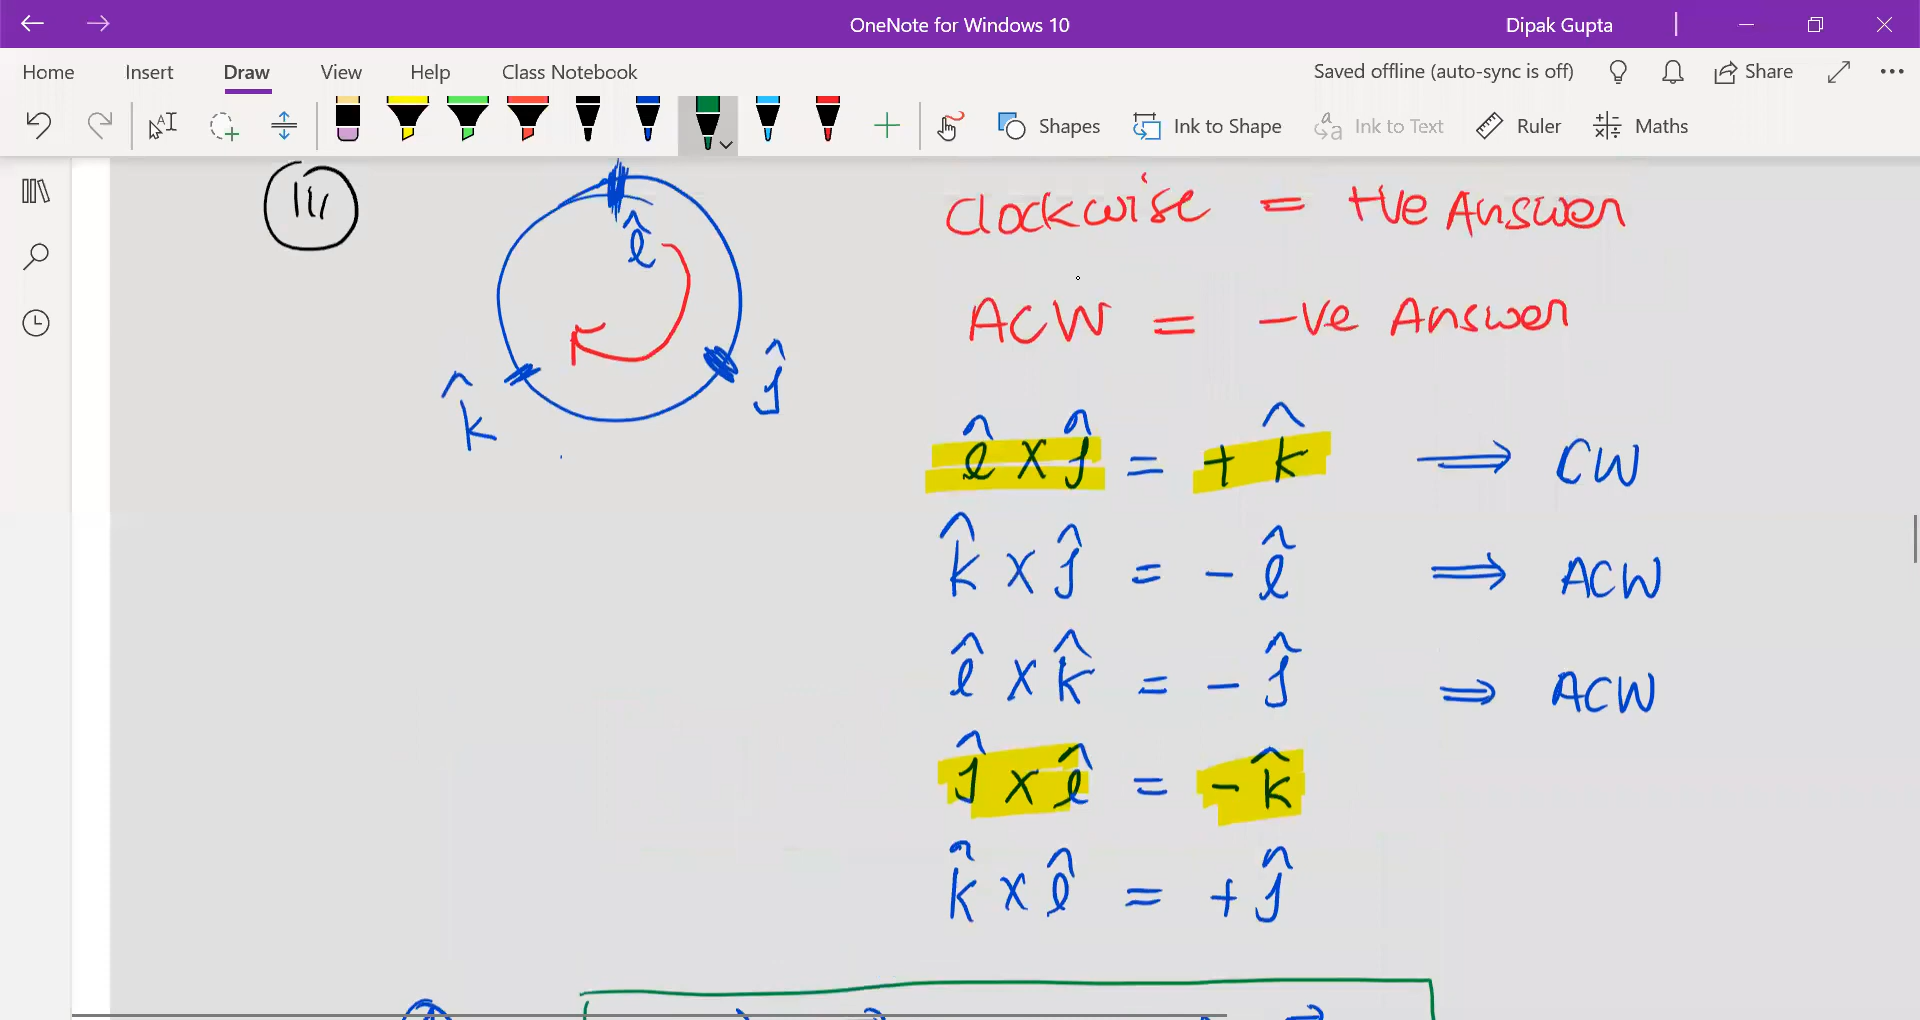 OneNote for Windows 10
Dipak Gupta
Home Insert Draw View Help Class Notebook
Saved offline (auto-sync is off) Share
Shapes Ink to Shape Ink to Text Ruler Maths
iii
î
ĵ
k̂
Clockwise = +ve Answer
ACW = -ve Answer
î × ĵ = + k̂ ⟹ CW
k̂ × ĵ = - î ⟹ ACW
î × k̂ = - ĵ ⟹ ACW
ĵ × î = - k̂
k̂ × î = + ĵ